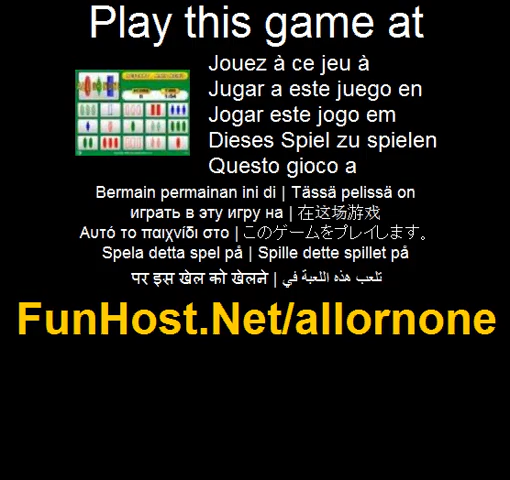 Play this game at
Jouez à ce jeu à
Jugar a este juego en
Jogar este jogo em
Dieses Spiel zu spielen
Questo gioco a
Bermain permainan ini di | Tässä pelissä on
играть в эту игру на | 在这场游戏
Αυτό το παιχνίδι στο | このゲームをプレイします。
Spela detta spel på | Spille dette spillet på
पर इस खेल को खेलने | تلعب هذه اللعبة في
FunHost.Net/allornone